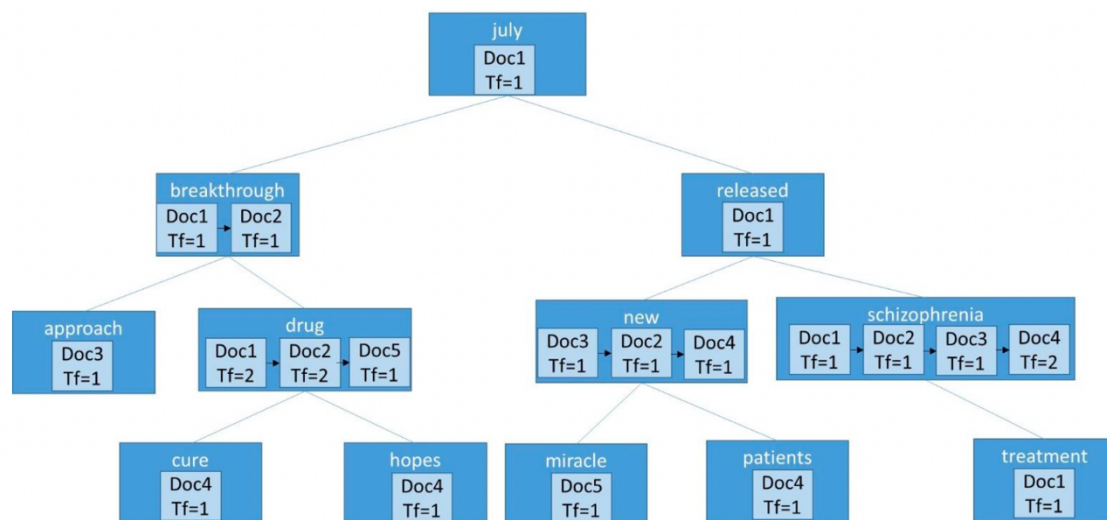 july
Doc1
Tf=1
breakthrough
Doc1 Doc2
Tf=1 Tf=1
released
Doc1
Tf=1
approach
Doc3
Tf=1
drug
Doc1 Doc2 Doc5
Tf=2 Tf=2 Tf=1
new
Doc3 Doc2 Doc4
Tf=1 Tf=1 Tf=1
schizophrenia
Doc1 Doc2 Doc3 Doc4
Tf=1 Tf=1 Tf=1 Tf=2
cure
Doc4
Tf=1
hopes
Doc4
Tf=1
miracle
Doc5
Tf=1
patients
Doc4
Tf=1
treatment
Doc1
Tf=1